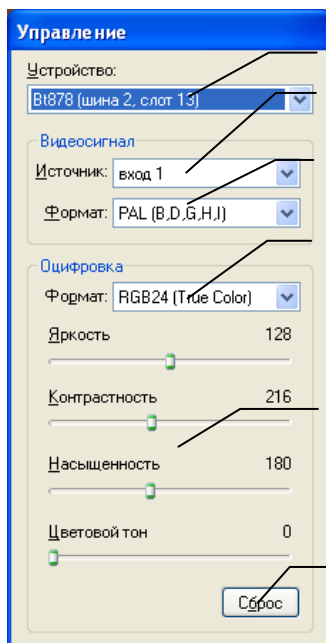 Управление
Устройство:
Bt878 (шина 2, слот 13)
Видеосигнал
Источник: вход 1
Формат: PAL (B,D,G,H,I)
Оцифровка
Формат: RGB24 (True Color)
Яркость 128
Контрастность 216
Насыщенность 180
Цветовой тон 0
Сброс